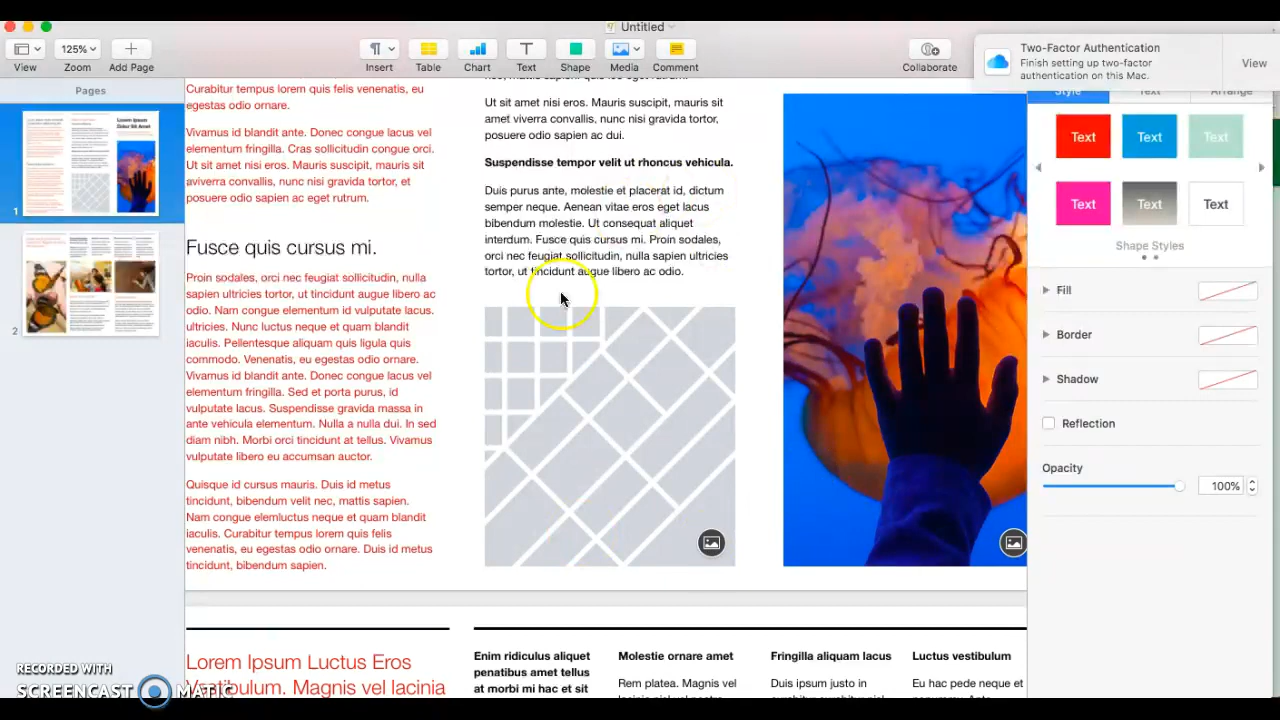 Untitled
125%
View
Zoom
Add Page
Insert
Table
Chart
Text
Shape
Media
Comment
Collaborate
Two-Factor Authentication
Finish setting up two-factor
authentication on this Mac.
View
Pages
1
2
Curabitur tempus lorem quis felis venenatis, eu
egestas odio ornare.
Vivamus id blandit ante. Donec congue lacus vel
elementum fringilla. Cras sollicitudin congue orci.
Ut sit amet nisi eros. Mauris suscipit, mauris sit
aviverra convallis, nunc nisi gravida tortor, et
ipsum dolor sapien ac eget rutrum.
Fusce quis cursus mi.
Proin sodales, orci nec feugiat sollicitudin, nulla
sapien ultricies tortor, ut tincidunt augue libero ac
odio. Nam congue elementum id vulputate lacus.
ultricies. Nunc luctus neque et quam blandit
iaculis. Pellentesque aliquam quis ligula quis
commodo. Venenatis, eu egestas odio ornare.
Vivamus id blandit ante. Donec congue lacus vel
elementum fringilla. Sed et porta purus, id
vulputate lacus. Suspendisse gravida massa in
ante vehicula elementum. Nulla a nulla dui. In sed
diam nibh. Morbi orci tincidunt at tellus. Vivamus
vulputate libero eu accumsan auctor.
Quisque id cursus mauris. Duis id metus
tincidunt, bibendum velit nec, mattis sapien.
Nam congue elemluctus neque et quam blandit
iaculis. Curabitur tempus lorem quis felis
venenatis, eu egestas odio ornare. Duis id metus
tincidunt, bibendum sapien.
Ut sit amet nisi eros. Mauris suscipit, mauris sit
amet viverra convallis, nunc nisi gravida tortor,
posuere odio sapien ac dui.
Suspendisse tempor velit ut rhoncus vehicula.
Duis purus ante, molestie et placerat id, dictum
semper neque. Aenean vitae eros eget lacus
bibendum molestie. Ut consequat aliquet
interdum. Fusce quis cursus mi. Proin sodales,
orci nec feugiat sollicitudin, nulla sapien ultricies
tortor, ut tincidunt augue libero ac odio.
Lorem Ipsum Luctus Eros
Vestibulum. Magnis vel lacinia
Enim ridiculus aliquet
penatibus amet tellus
at morbi mi hac et sit
Molestie ornare amet
Rem platea. Magnis vel
Fringilla aliquam lacus
Duis ipsum justo in
Luctus vestibulum
Eu hac pede neque et
Style
Text
Arrange
Text
Text
Text
Text
Text
Text
Shape Styles
Fill
Border
Shadow
Reflection
Opacity
100%
RECORDED WITH
SCREENCAST MATIC